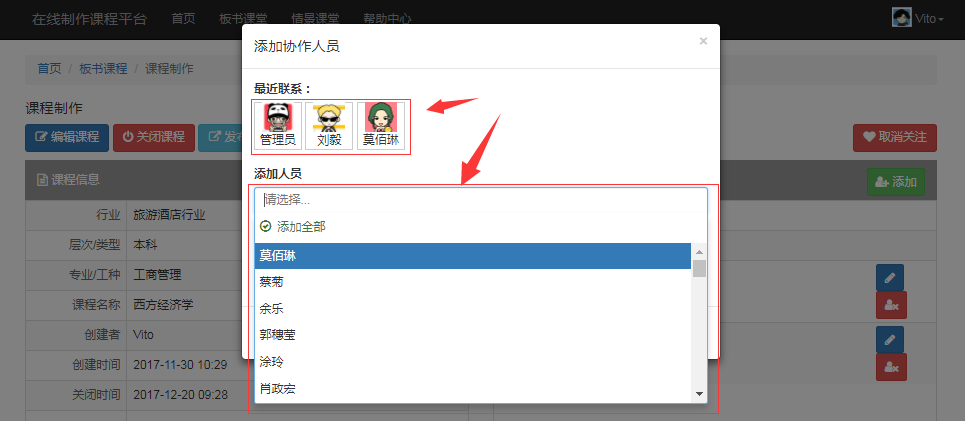 在线制作课程平台 首页 板书课堂 情景课堂 帮助中心 Vito
首页 / 板书课程 / 课程制作
课程制作
编辑课程 关闭课程 取消关注
课程信息 添加
行业 旅游酒店行业
层次/类型 本科
专业/工种 工商管理
课程名称 西方经济学
创建者 Vito
创建时间 2017-11-30 10:29
关闭时间 2017-12-20 09:28
添加协作人员 ×
最近联系：
管理员 刘毅 莫佰琳
添加人员
请选择...
添加全部
莫佰琳
蔡菊
余乐
郭穗莹
涂玲
肖政宏